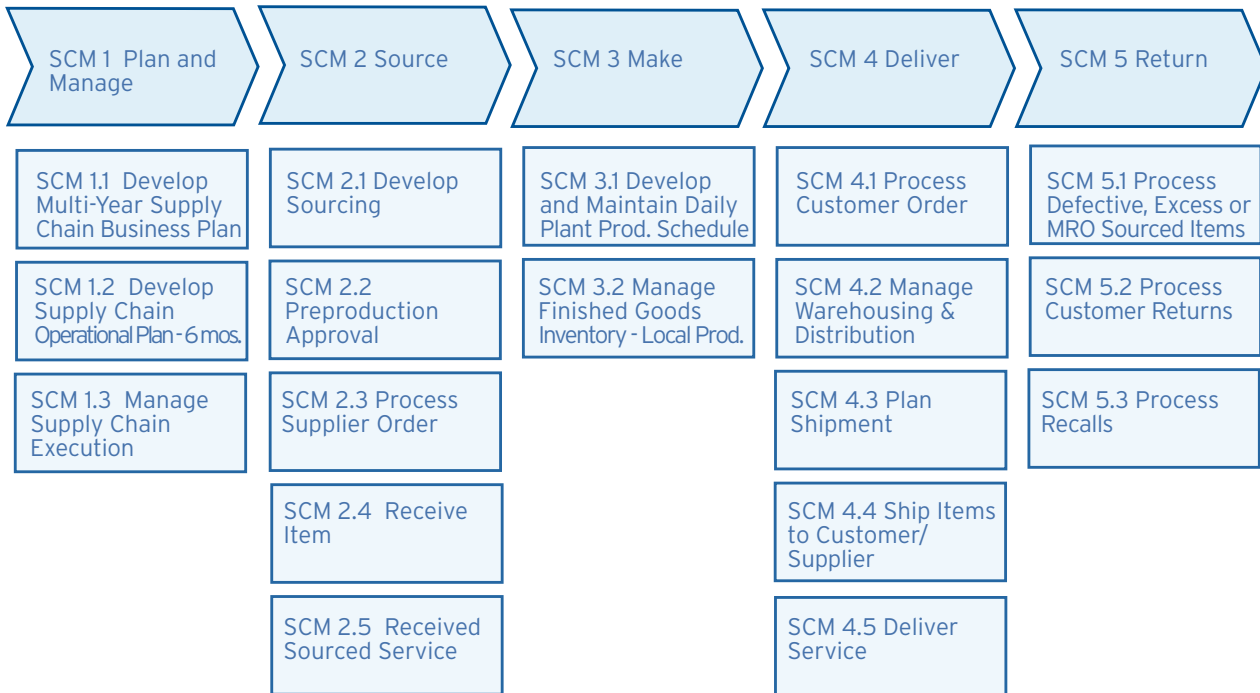 SCM 1 Plan and
Manage
SCM 2 Source
SCM 3 Make
SCM 4 Deliver
SCM 5 Return
SCM 1.1 Develop
Multi-Year Supply
Chain Business Plan
SCM 1.2 Develop
Supply Chain
Operational Plan - 6 mos.
SCM 1.3 Manage
Supply Chain
Execution
SCM 2.1 Develop
Sourcing
SCM 2.2
Preproduction
Approval
SCM 2.3 Process
Supplier Order
SCM 2.4 Receive
Item
SCM 2.5 Received
Sourced Service
SCM 3.1 Develop
and Maintain Daily
Plant Prod. Schedule
SCM 3.2 Manage
Finished Goods
Inventory - Local Prod.
SCM 4.1 Process
Customer Order
SCM 4.2 Manage
Warehousing &
Distribution
SCM 4.3 Plan
Shipment
SCM 4.4 Ship Items
to Customer/
Supplier
SCM 4.5 Deliver
Service
SCM 5.1 Process
Defective, Excess or
MRO Sourced Items
SCM 5.2 Process
Customer Returns
SCM 5.3 Process
Recalls